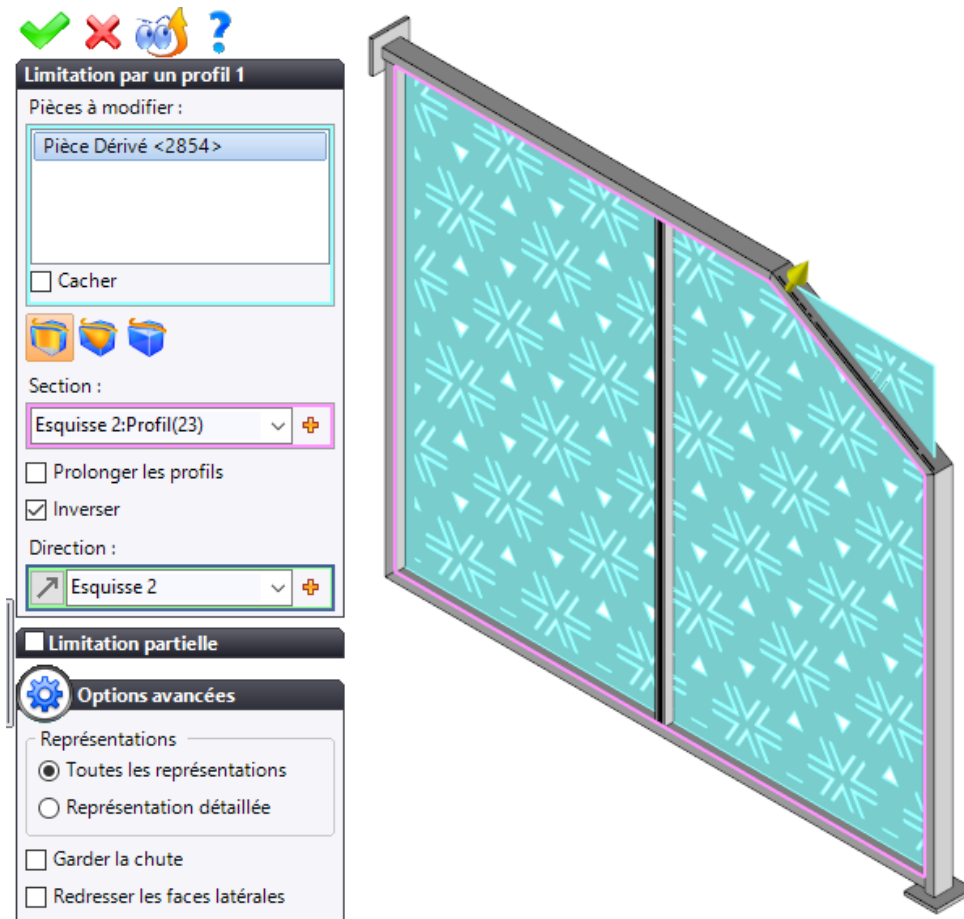 Limitation par un profil 1
Pièces à modifier :
Pièce Dérivé <2854>
Cacher
Section :
Esquisse 2:Profil(23)
Prolonger les profils
Inverser
Direction :
Esquisse 2
Limitation partielle
Options avancées
Représentations
Toutes les représentations
Représentation détaillée
Garder la chute
Redresser les faces latérales